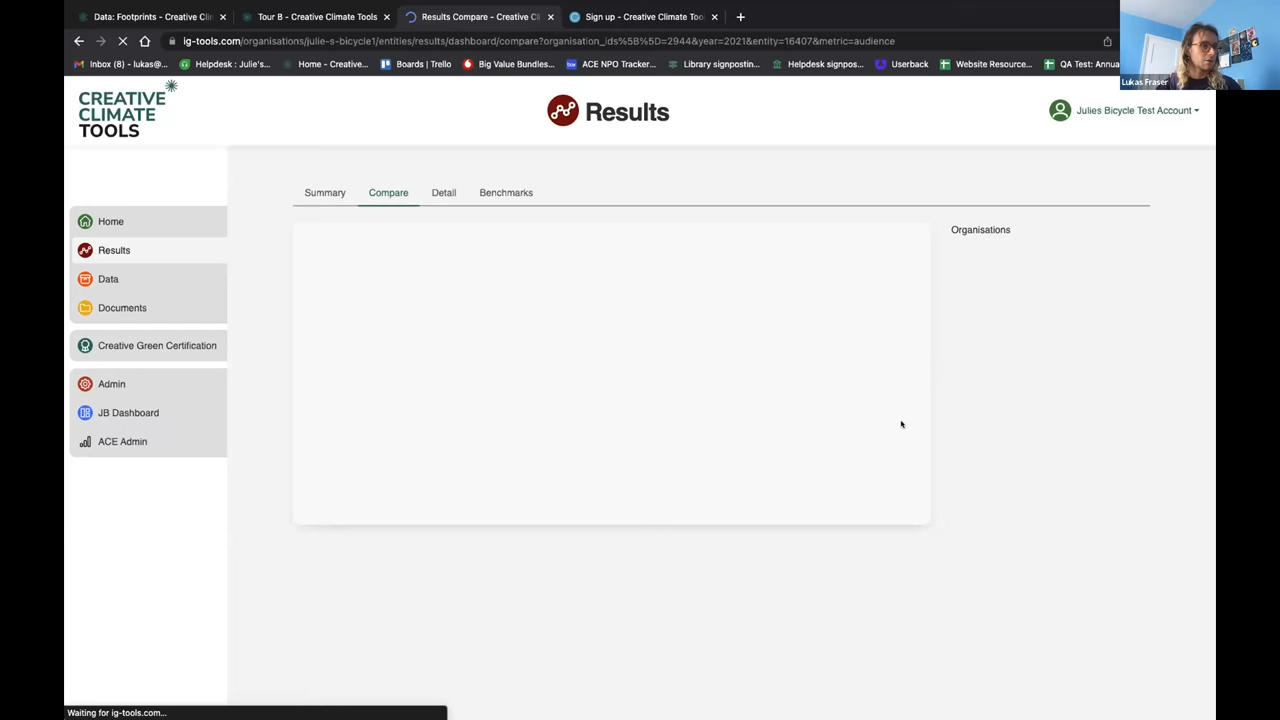 Data: Footprints - Creative Cli
Tour B - Creative Climate Tools
Results Compare - Creative Cl
Sign up - Creative Climate Too
ig-tools.com/organisations/julie-s-bicycle1/entities/results/dashboard/compare?organisation_ids%5B%5D=2944&year=2021&entity=16407&metric=audience
Inbox (8) - lukas@...
Helpdesk : Julie's...
Home - Creative...
Boards | Trello
Big Value Bundles...
ACE NPO Tracker...
Library signpostin...
Helpdesk signpos...
Userback
Website Resource...
QA Test: Annua
Lukas Fraser
CREATIVE
CLIMATE
TOOLS
Results
Julies Bicycle Test Account
Summary
Compare
Detail
Benchmarks
Organisations
Home
Results
Data
Documents
Creative Green Certification
Admin
JB Dashboard
ACE Admin
Waiting for ig-tools.com...